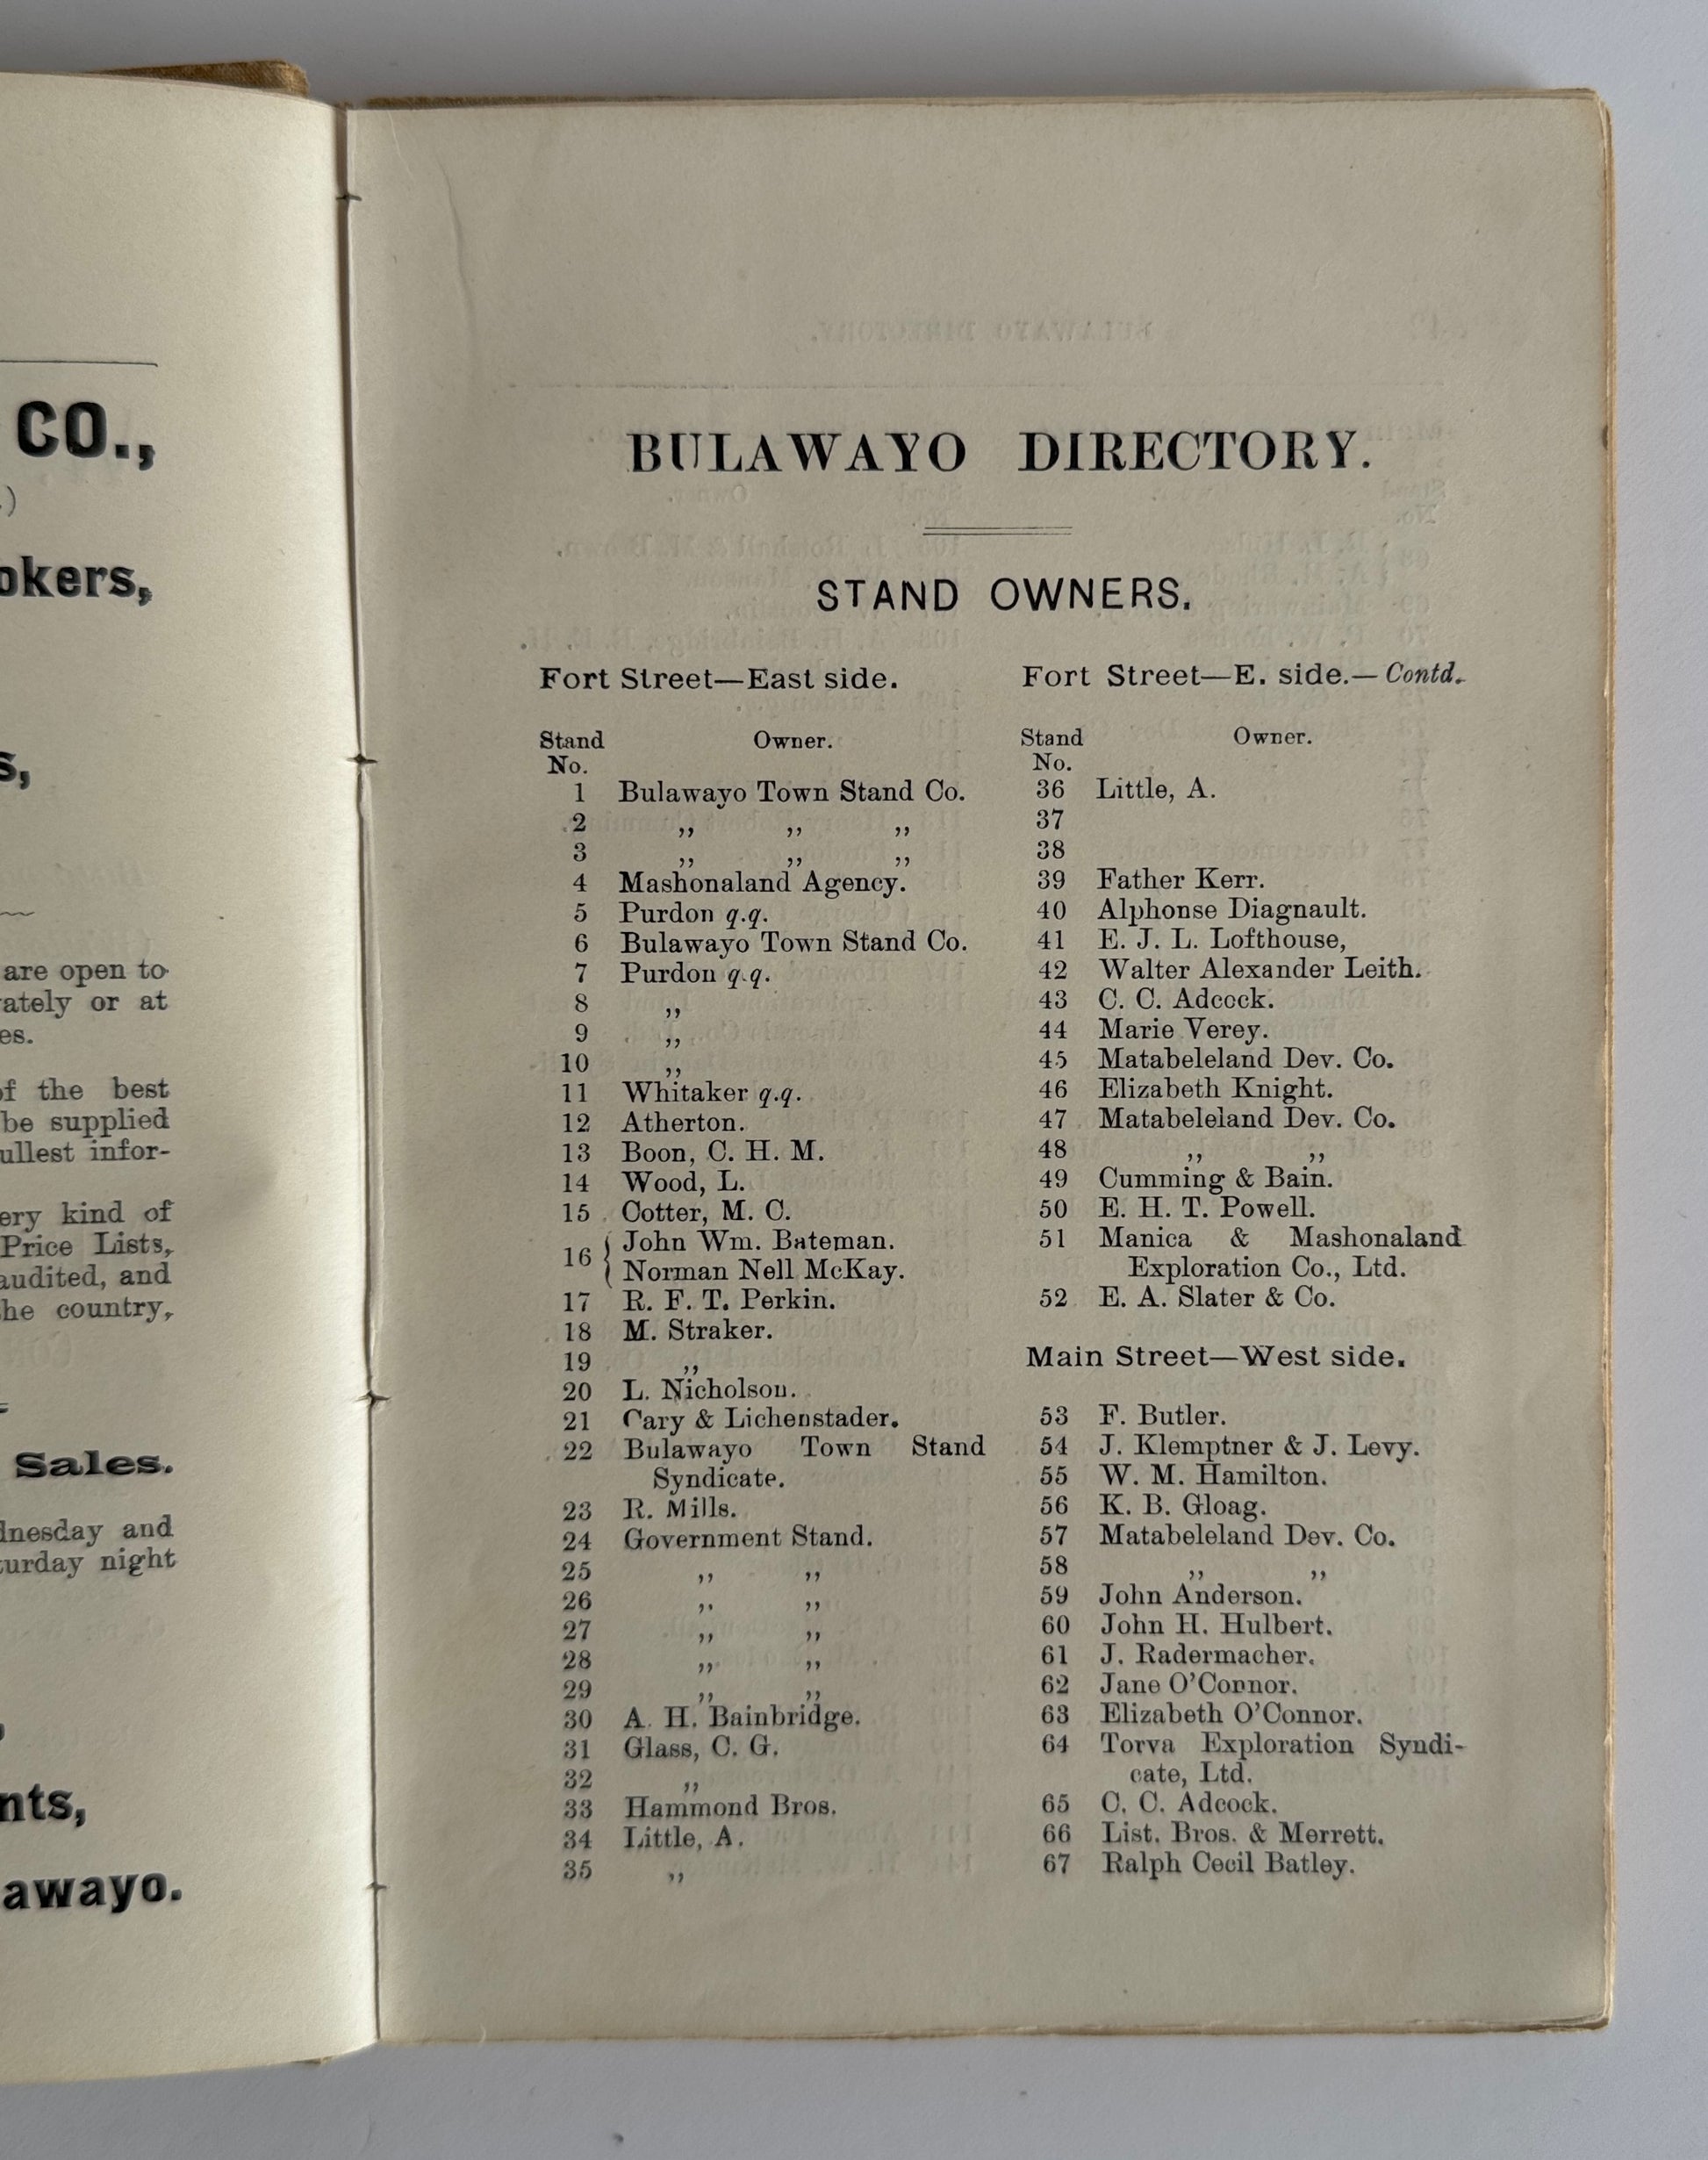 CO.,
.)
okers,
s,
are open to
rately or at
es.
of the best
be supplied
ullest infor-
ery kind of
Price Lists,
audited, and
the country,
Sales.
dnesday and
turday night
,
nts,
awayo.
BULAWAYO DIRECTORY.
STAND OWNERS.
Fort Street—East side.
Stand Owner.
No.
1 Bulawayo Town Stand Co.
2 ,, ,, ,,
3 ,, ,, ,,
4 Mashonaland Agency.
5 Purdon q.q.
6 Bulawayo Town Stand Co.
7 Purdon q.q.
8 ,,
9 ,,
10 ,,
11 Whitaker q.q.
12 Atherton.
13 Boon, C. H. M.
14 Wood, L.
15 Cotter, M. C.
16 { John Wm. Bateman.
Norman Nell McKay.
17 R. F. T. Perkin.
18 M. Straker.
19 ,,
20 L. Nicholson.
21 Cary & Lichenstader.
22 Bulawayo Town Stand
Syndicate.
23 R. Mills.
24 Government Stand.
25 ,, ,,
26 ,, ,,
27 ,, ,,
28 ,, ,,
29 ,, ,,
30 A. H. Bainbridge.
31 Glass, C. G.
32 ,,
33 Hammond Bros.
34 Little, A.
35 ,,
Fort Street—E. side.—Contd.
Stand Owner.
No.
36 Little, A.
37
38
39 Father Kerr.
40 Alphonse Diagnault.
41 E. J. L. Lofthouse,
42 Walter Alexander Leith.
43 C. C. Adcock.
44 Marie Verey.
45 Matabeleland Dev. Co.
46 Elizabeth Knight.
47 Matabeleland Dev. Co.
48 ,, ,,
49 Cumming & Bain.
50 E. H. T. Powell.
51 Manica & Mashonaland
Exploration Co., Ltd.
52 E. A. Slater & Co.
Main Street—West side.
53 F. Butler.
54 J. Klemptner & J. Levy.
55 W. M. Hamilton.
56 K. B. Gloag.
57 Matabeleland Dev. Co.
58 ,, ,,
59 John Anderson.
60 John H. Hulbert.
61 J. Radermacher.
62 Jane O'Connor.
63 Elizabeth O'Connor.
64 Torva Exploration Syndi-
cate, Ltd.
65 C. C. Adcock.
66 List. Bros. & Merrett.
67 Ralph Cecil Batley.